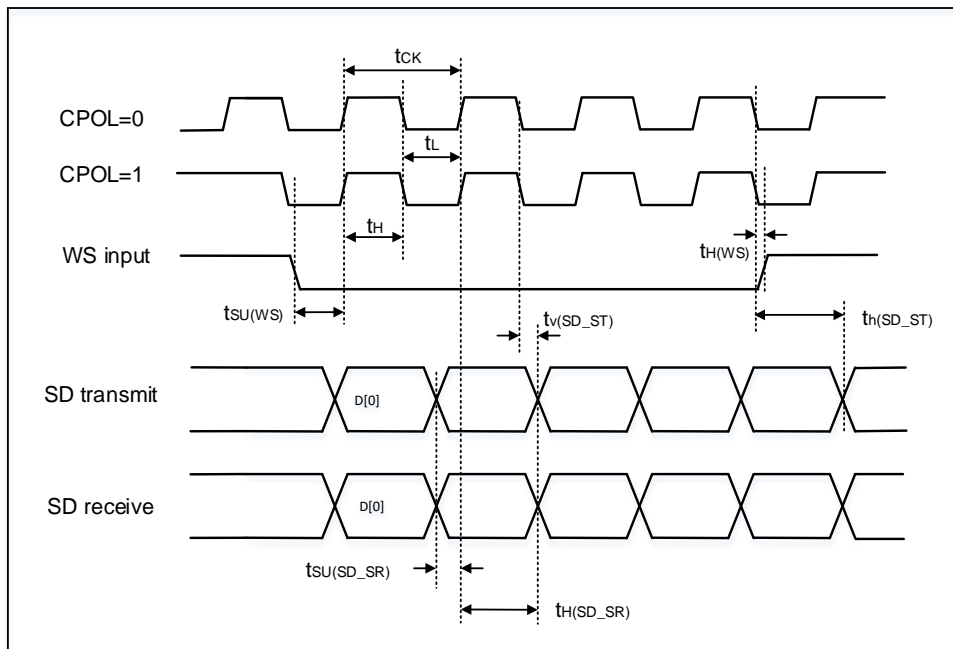 tCK
CPOL=0
tL
CPOL=1
tH
WS input
tH(WS)
tSU(WS)
tv(SD_ST)
th(SD_ST)
SD transmit
D[0]
SD receive
D[0]
tSU(SD_SR)
tH(SD_SR)